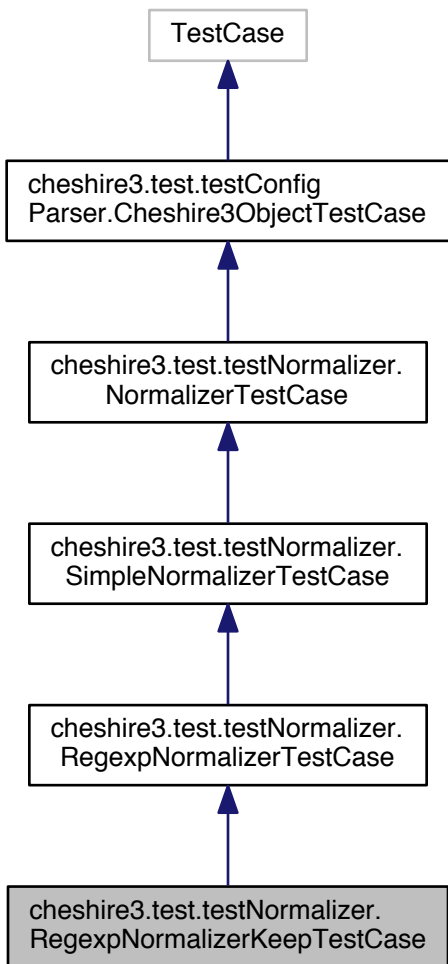 TestCase
cheshire3.test.testConfig
Parser.Cheshire3ObjectTestCase
cheshire3.test.testNormalizer.
NormalizerTestCase
cheshire3.test.testNormalizer.
SimpleNormalizerTestCase
cheshire3.test.testNormalizer.
RegexpNormalizerTestCase
cheshire3.test.testNormalizer.
RegexpNormalizerKeepTestCase